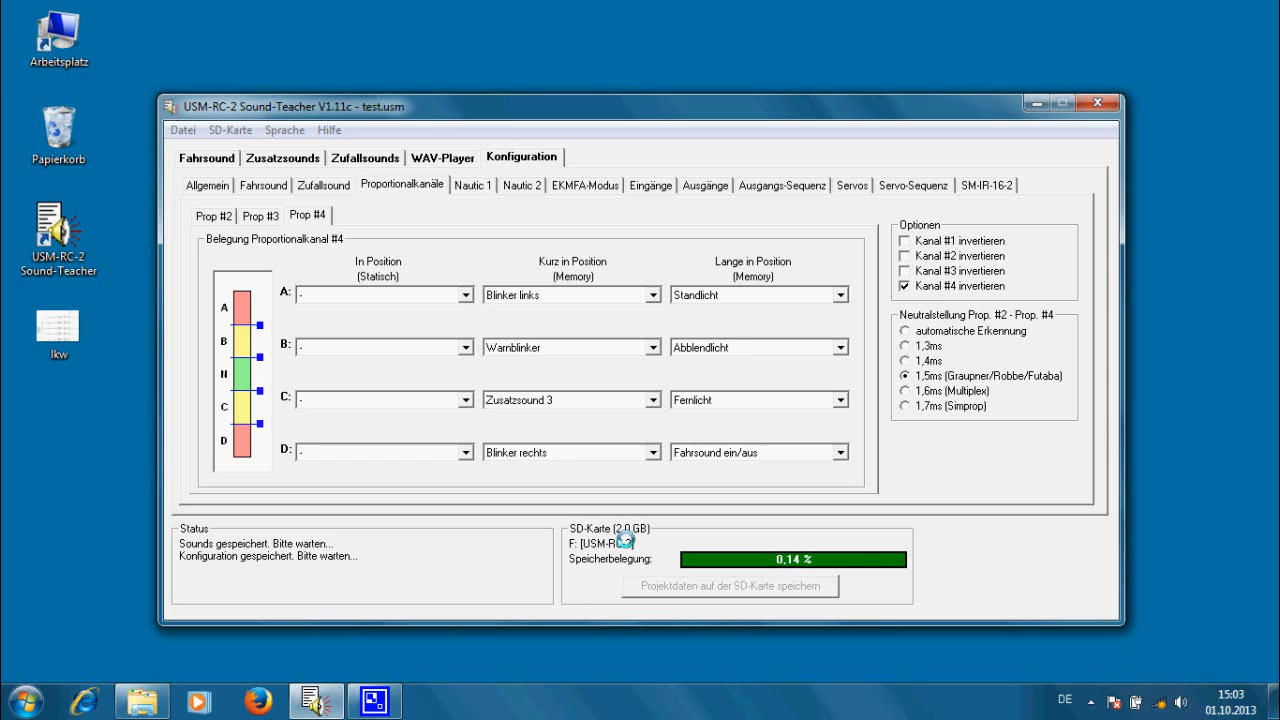 Arbeitsplatz
Papierkorb
USM-RC-2
Sound-Teacher
lkw
USM-RC-2 Sound-Teacher V1.11c - test.usm
Datei SD-Karte Sprache Hilfe
Fahrsound Zusatzsounds Zufallsounds WAV-Player Konfiguration
Allgemein Fahrsound Zufallsound Proportionalkanäle Nautic 1 Nautic 2 EKMFA-Modus Eingänge Ausgänge Ausgangs-Sequenz Servos Servo-Sequenz SM-IR-16-2
Prop #2 Prop #3 Prop #4
Belegung Proportionalkanal #4
In Position Kurz in Position Lange in Position
(Statisch) (Memory) (Memory)
A
B
N
C
D
A: - Blinker links Standlicht
B: - Warnblinker Abblendlicht
C: - Zusatzsound 3 Fernlicht
D: - Blinker rechts Fahrsound ein/aus
Optionen
Kanal #1 invertieren
Kanal #2 invertieren
Kanal #3 invertieren
Kanal #4 invertieren
Neutralstellung Prop. #2 - Prop. #4
automatische Erkennung
1,3ms
1,4ms
1,5ms (Graupner/Robbe/Futaba)
1,6ms (Multiplex)
1,7ms (Simprop)
Status
Sounds gespeichert. Bitte warten...
Konfiguration gespeichert. Bitte warten...
SD-Karte (2.0 GB)
F:
Speicherbelegung: 0,14 %
Projektdaten auf der SD-Karte speichern
DE
15:03
01.10.2013